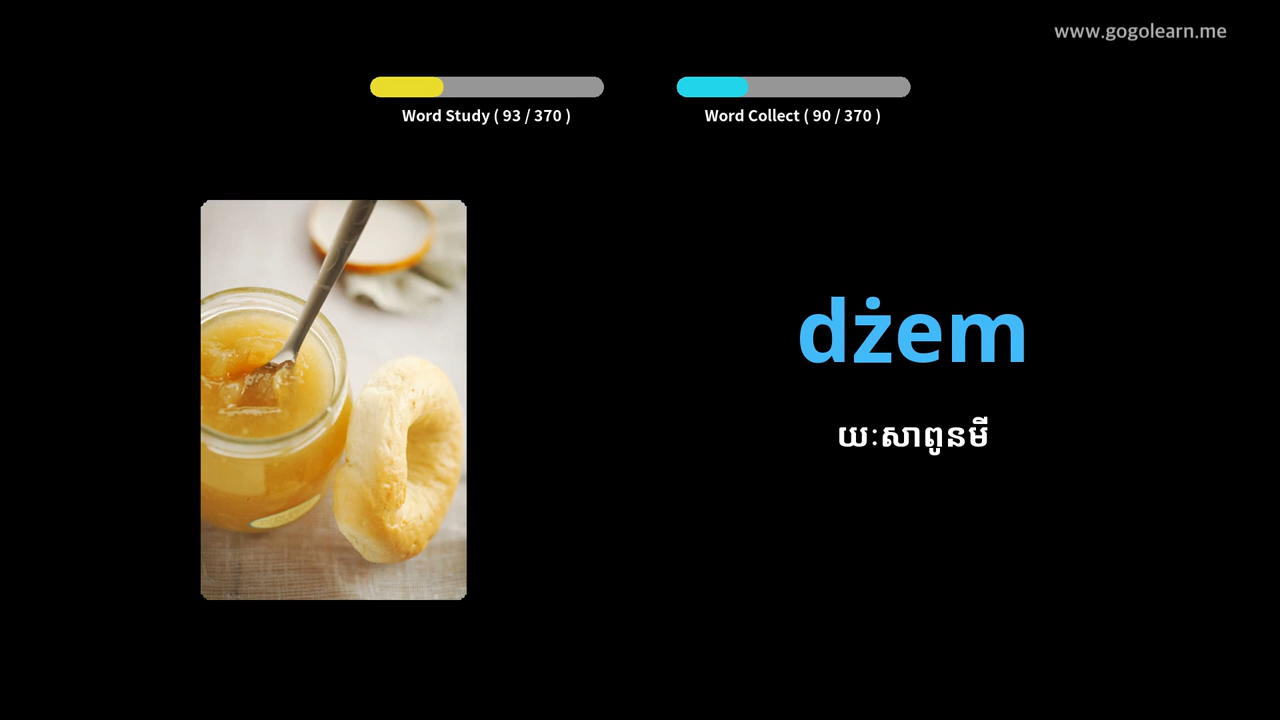 www.gogolearn.me
Word Study ( 93 / 370 )
Word Collect ( 90 / 370 )
dżem
យៈសាពូនមី